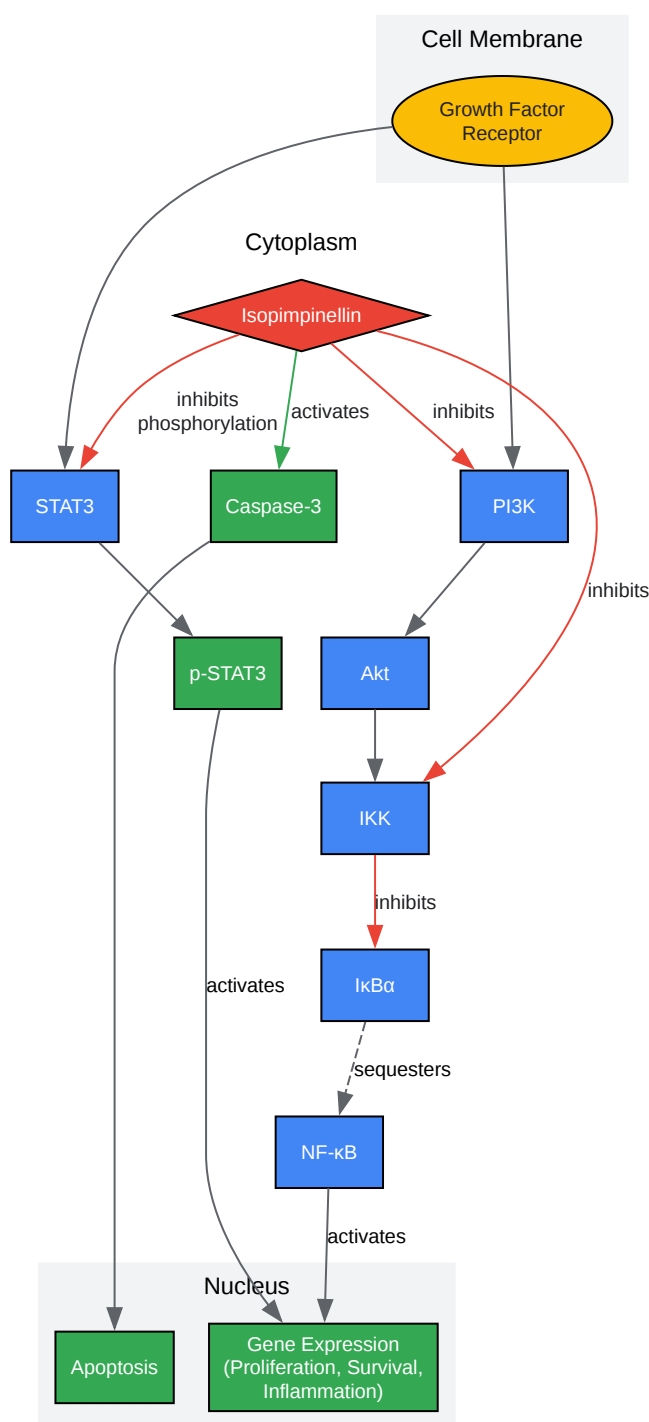 Cell Membrane
Growth Factor
Receptor
Cytoplasm
Isopimpinellin
inhibits
phosphorylation
activates
inhibits
STAT3
Caspase-3
PI3K
inhibits
p-STAT3
Akt
IKK
inhibits
IκBα
activates
sequesters
NF-κB
activates
Nucleus
Apoptosis
Gene Expression
(Proliferation, Survival,
Inflammation)